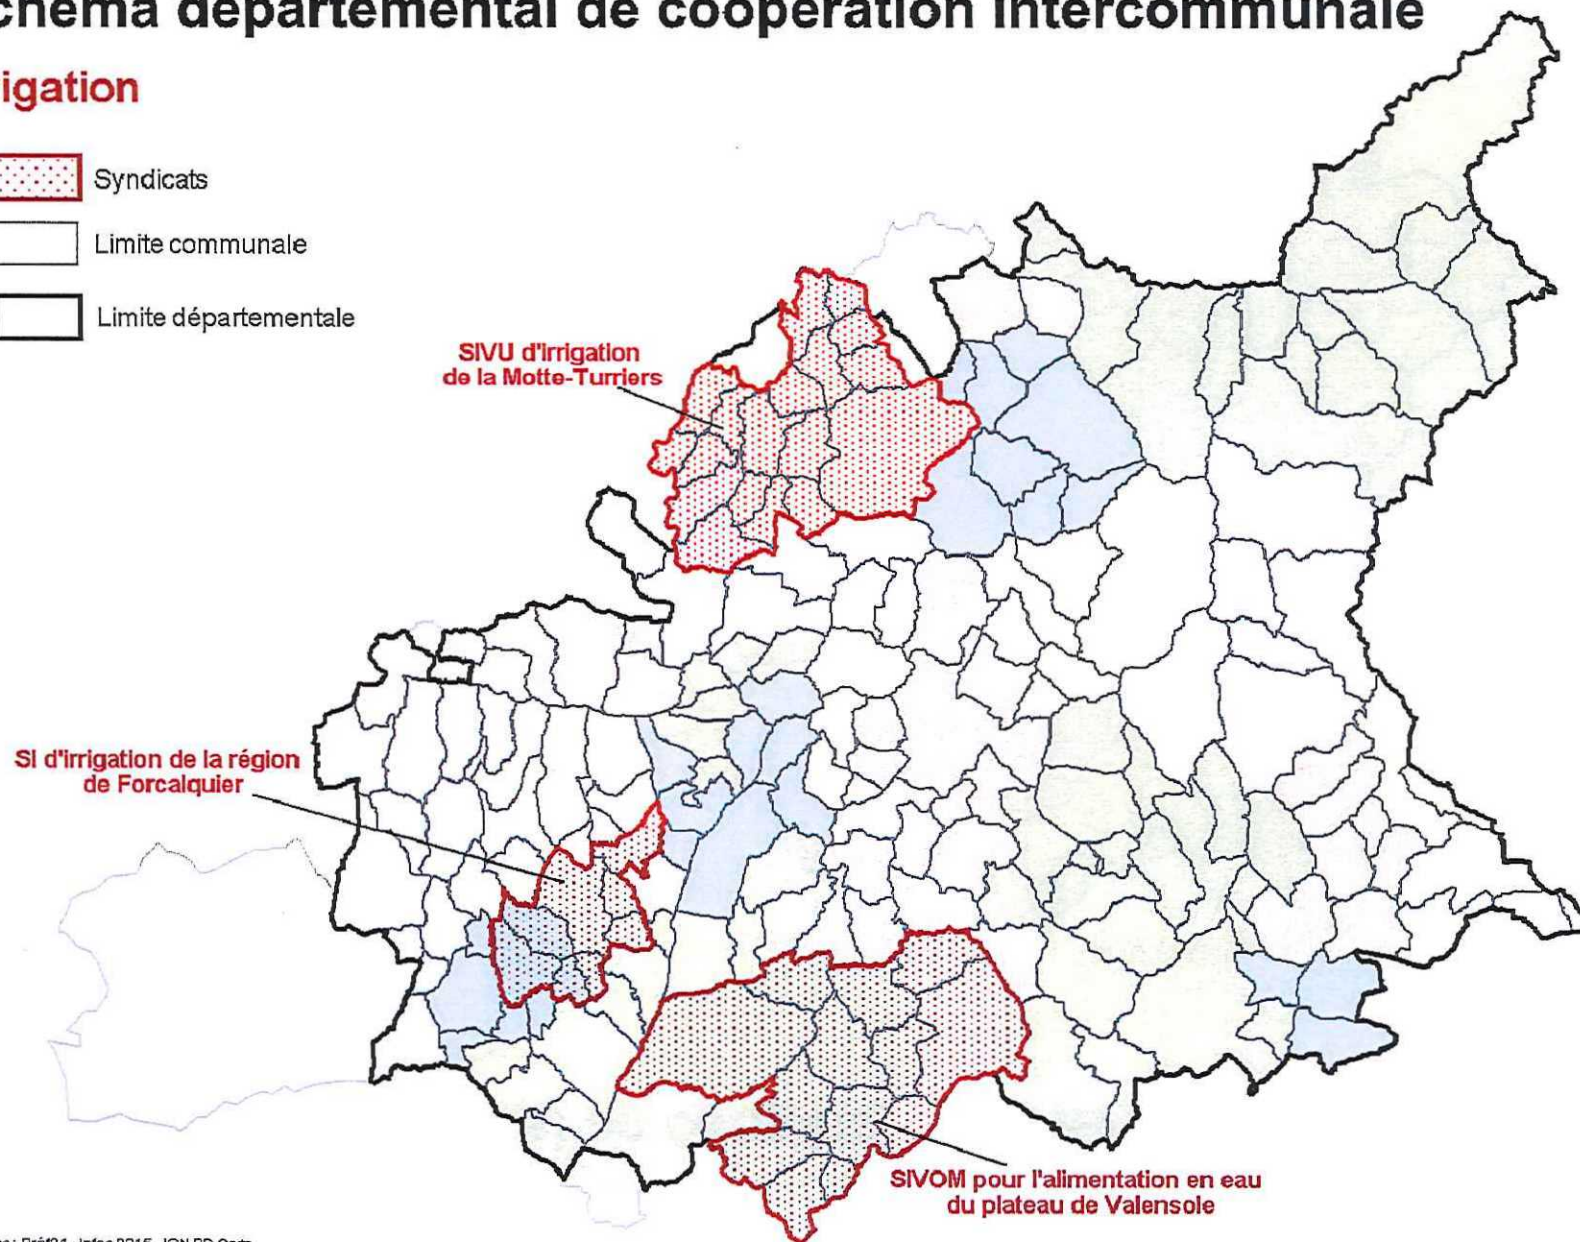 chéma départemental de coopération intercommunale
igation
Syndicats
Limite communale
Limite départementale
SIVU d'irrigation
de la Motte-Turriers
SI d'irrigation de la région
de Forcalquier
SIVOM pour l'alimentation en eau
du plateau de Valensole